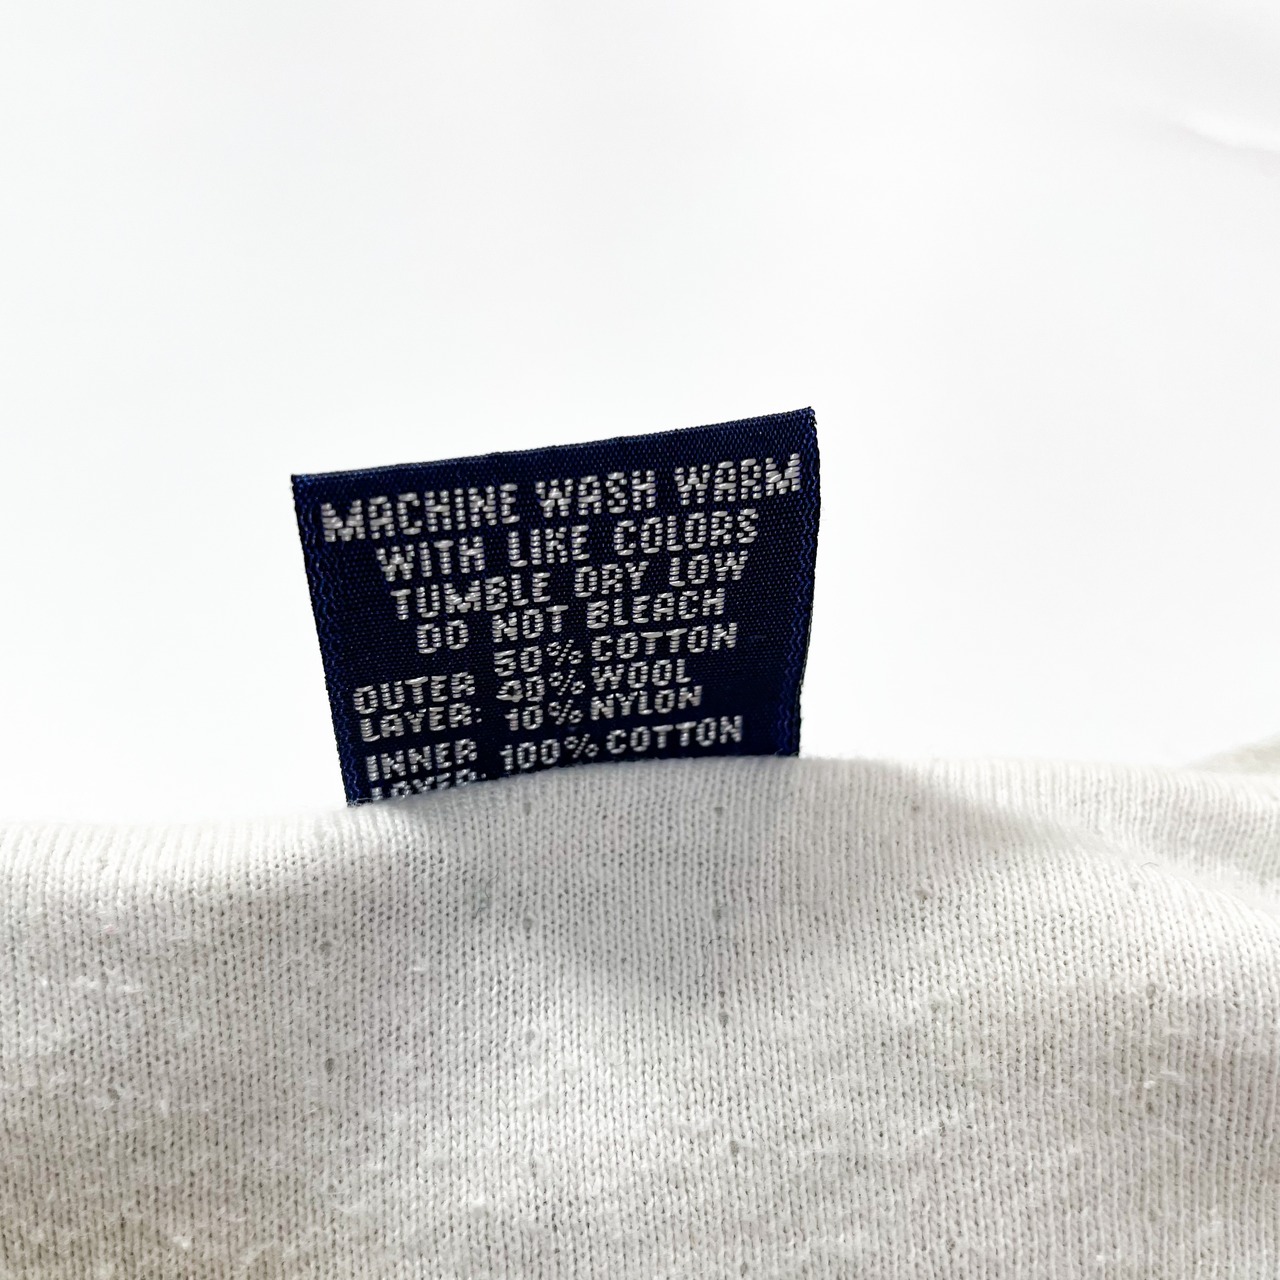 MACHINE WASH WARM
WITH LIKE COLORS
TUMBLE DRY LOW
DO NOT BLEACH
50% COTTON
OUTER 40% WOOL
LAYER: 10% NYLON
INNER 100% COTTON
LAYER: